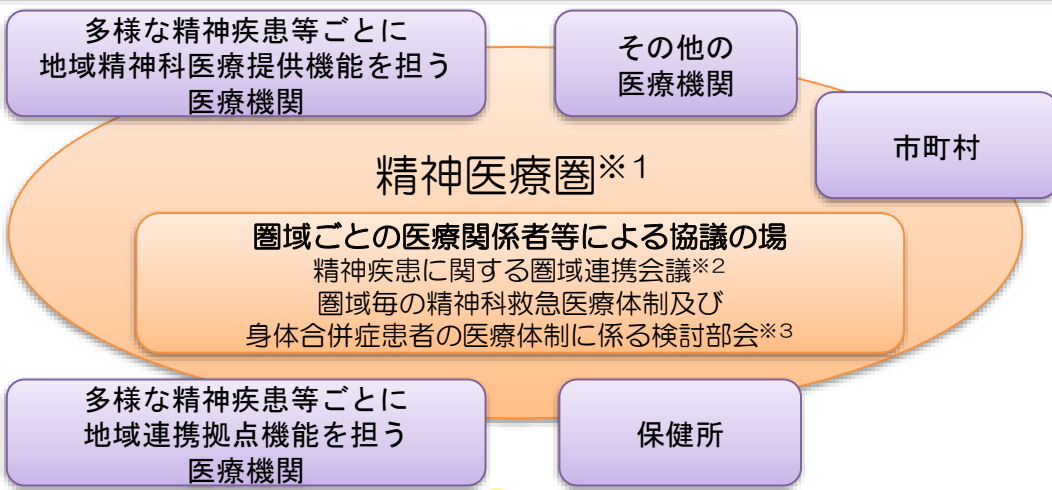 多様な精神疾患等ごとに
地域精神科医療提供機能を担う
医療機関
その他の
医療機関
市町村
精神医療圏※1
圏域ごとの医療関係者等による協議の場
精神疾患に関する圏域連携会議※2
圏域毎の精神科救急医療体制及び
身体合併症患者の医療体制に係る検討部会※3
多様な精神疾患等ごとに
地域連携拠点機能を担う
医療機関
保健所